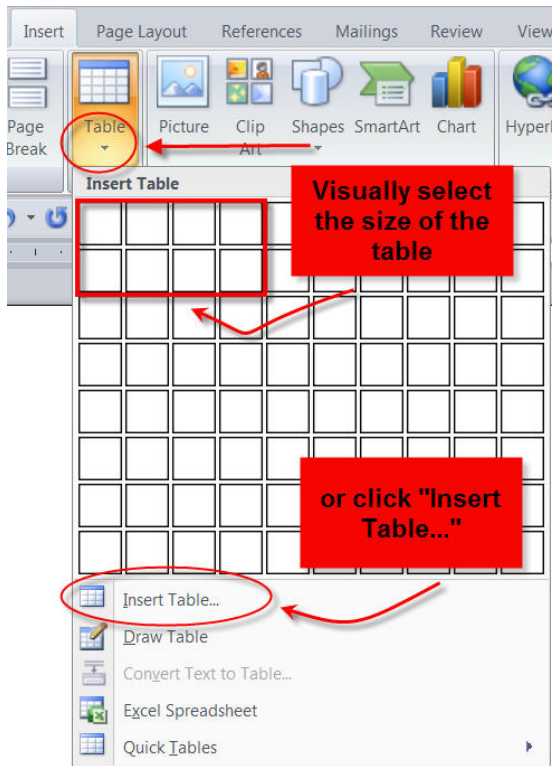 Insert Page Layout References Mailings Review View
Page Break
Table
Picture
Clip Art
Shapes
SmartArt
Chart
Insert Table
Visually select
the size of the
table
or click "Insert
Table..."
Insert Table...
Draw Table
Convert Text to Table...
Excel Spreadsheet
Quick Tables